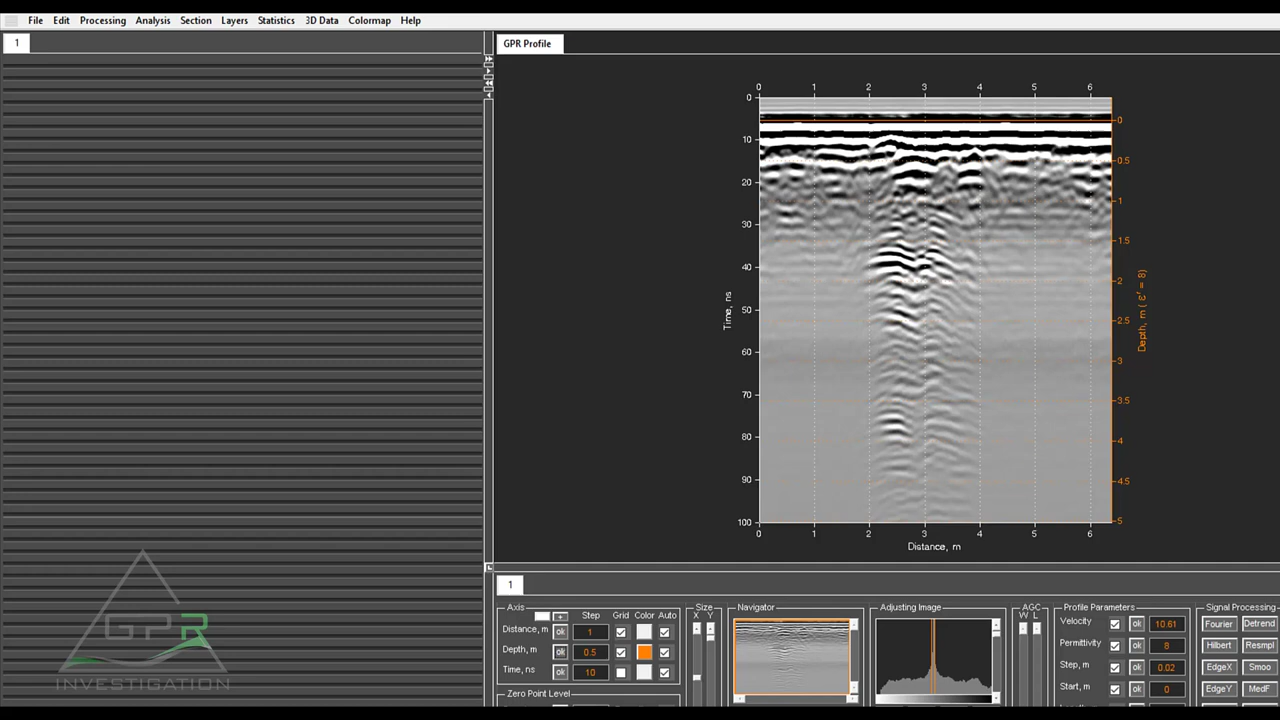 File Edit Processing Analysis Section Layers Statistics 3D Data Colormap Help
1
GPR Profile
0 1 2 3 4 5 6
0
10
20
30
40
50
60
70
80
90
100
Time, ns
0
0.5
1
1.5
2
2.5
3
3.5
4
4.5
5
Depth, m ( ε' = 8)
0 1 2 3 4 5 6
Distance, m
1
Axis
Step Grid Color Auto
Distance, m ok 1
Depth, m ok 0.5
Time, ns ok 10
Zero Point Level
Size
X Y
Navigator
Adjusting Image
AGC
W L
Profile Parameters
Velocity ok 10.61
Permittivity ok 8
Step, m ok 0.02
Start, m ok 0
Signal Processing
Fourier Detrend
Hilbert Resmpl
EdgeX Smoo
EdgeY MedF
GPR
INVESTIGATION